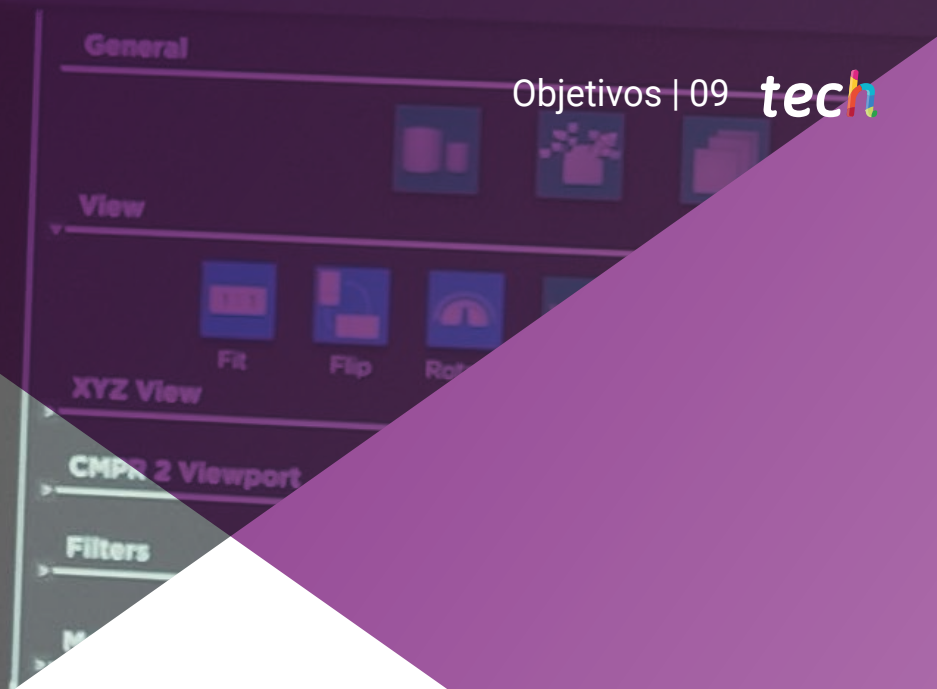 General
Objetivos | 09 tech
View
Fit Flip
XYZ View
CMPR 2 Viewport
Filters